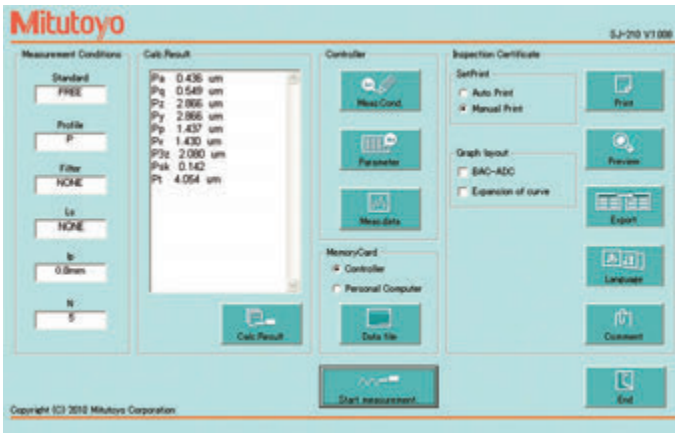 Mitutoyo
SJ-210 V1.008
Measurement Conditions
Standard
FREE
Profile
P
Filter
NONE
Ls
NONE
lp
0.8mm
N
5
Calc.Result
Pa 0.436 um
Pq 0.549 um
Pz 2.866 um
Py 2.866 um
Pp 1.437 um
Pv 1.430 um
P3z 2.080 um
Psk 0.142
Pt 4.054 um
Calc.Result
Controller
Meas.Cond.
Parameter
Meas.data
MemoryCard
Controller
Personal Computer
Data file
Start measurement
Inspection Certificate
SetPrint
Auto Print
Manual Print
Graph layout
BAC-ADC
Expansion of curve
Print
Preview
Export
Language
Comment
End
Copyright (C) 2010 Mitutoyo Corporation